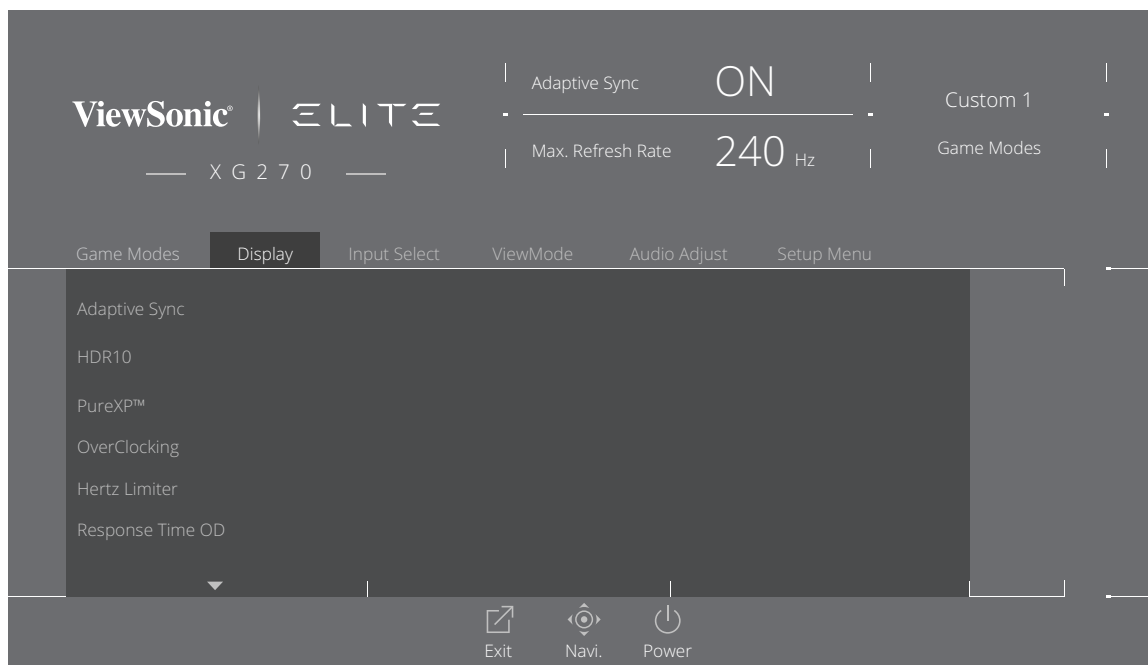 ViewSonic® ELITE
XG270
Adaptive Sync ON
Max. Refresh Rate 240 Hz
Custom 1
Game Modes
Game Modes Display Input Select ViewMode Audio Adjust Setup Menu
Adaptive Sync
HDR10
PureXP™
OverClocking
Hertz Limiter
Response Time OD
Exit Navi. Power